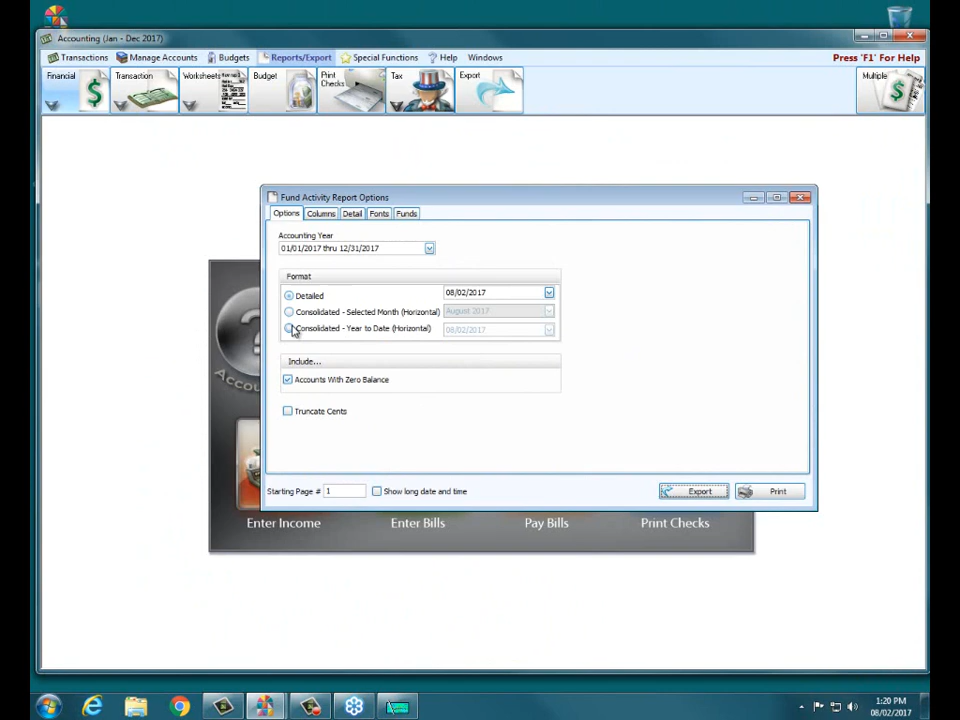 Accounting (Jan - Dec 2017)
Transactions Manage Accounts Budgets Reports/Export Special Functions Help Windows Press 'F1' For Help
Financial Transaction Worksheets Budget Print Checks Tax Export Multiple
Fund Activity Report Options
Options Columns Detail Fonts Funds
Accounting Year
01/01/2017 thru 12/31/2017
Format
Detailed 08/02/2017
Consolidated - Selected Month (Horizontal) August 2017
Consolidated - Year to Date (Horizontal) 08/02/2017
Include...
Accounts With Zero Balance
Truncate Cents
Starting Page # 1 Show long date and time Export Print
Enter Income Enter Bills Pay Bills Print Checks
1:20 PM
08/02/2017